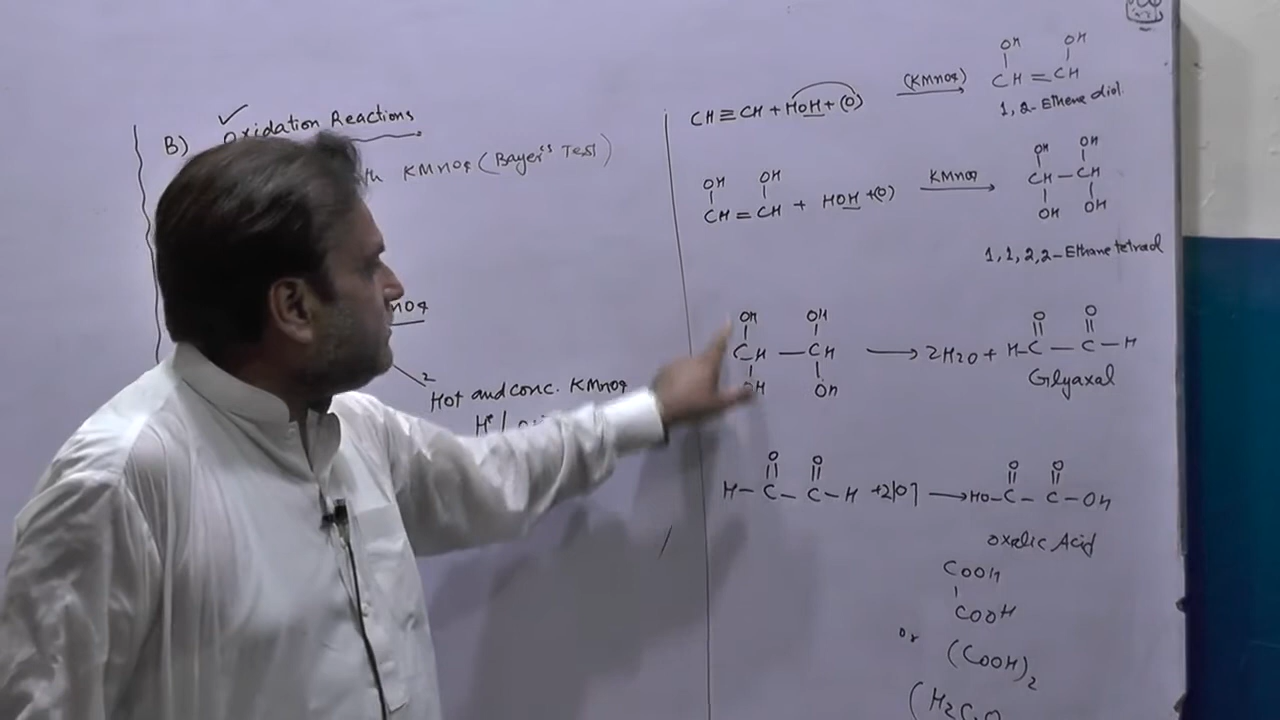 B) Oxidation Reactions
KMnO4 (Bayer's Test)
nO4
2
Hot and conc. KMnO4
OH OH
CH≡CH + HOH + (O) (KMnO4) CH=CH
1,2-Ethene diol
OH OH
CH=CH + HOH + (O) KMnO4
OH OH
CH-CH
OH OH
1,1,2,2-Ethane tetraol
OH OH
CH — CH
OH OH
2H2O +
O O
H-C — C-H
Glyaxal
O O
H-C-C-H +2[O]
O O
HO-C-C-OH
Oxalic Acid
COOH
COOH
or (COOH)2